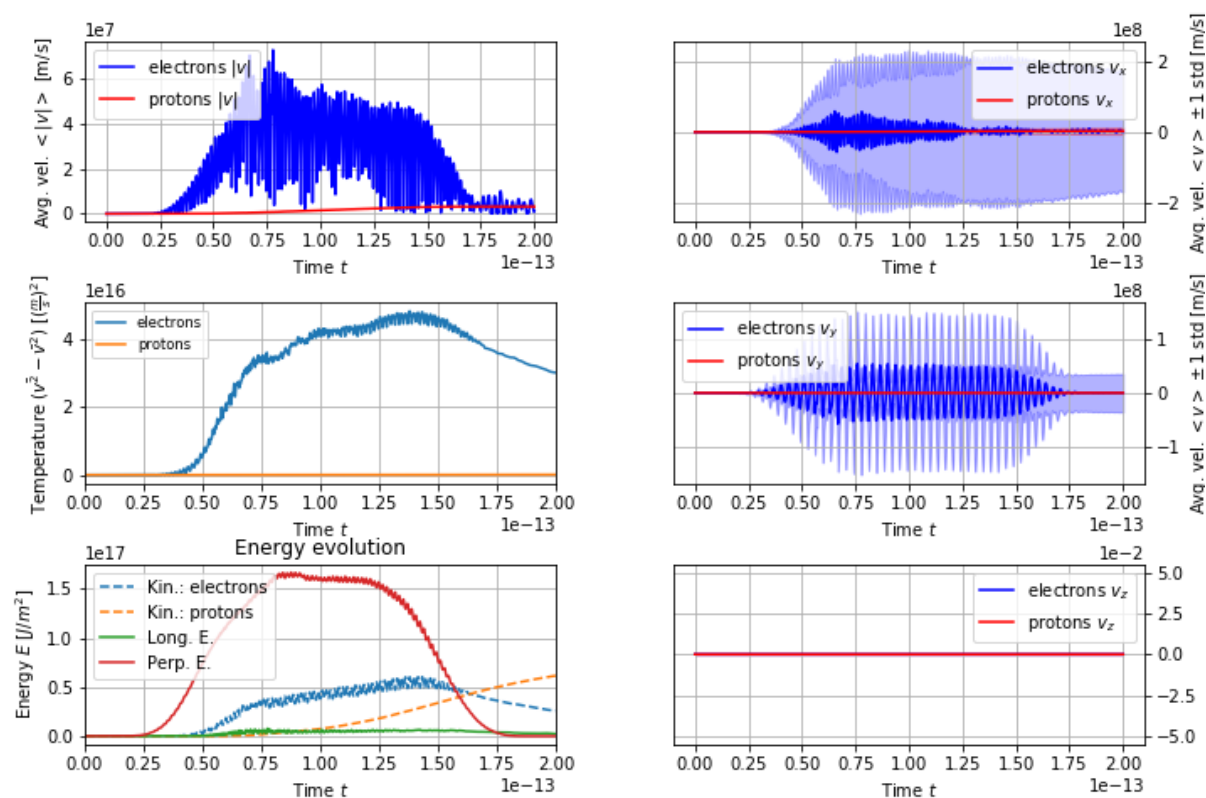 1e7
Avg. vel. < |v| > [m/s]
6
4
2
0
electrons |v|
protons |v|
0.00 0.25 0.50 0.75 1.00 1.25 1.50 1.75 2.00
Time t
1e−13
1e8
electrons v_x
protons v_x
2
0
−2
Avg. vel. < v > ±1 std [m/s]
0.00 0.25 0.50 0.75 1.00 1.25 1.50 1.75 2.00
Time t
1e−13
1e16
electrons
protons
4
2
0
0.00 0.25 0.50 0.75 1.00 1.25 1.50 1.75 2.00
Time t
1e−13
1e8
electrons v_y
protons v_y
1
0
−1
Avg. vel. < v > ±1 std [m/s]
0.00 0.25 0.50 0.75 1.00 1.25 1.50 1.75 2.00
Time t
1e−13
Energy evolution
1e17
Energy E [J/m²]
1.5
1.0
0.5
0.0
Kin.: electrons
Kin.: protons
Long. E.
Perp. E.
0.00 0.25 0.50 0.75 1.00 1.25 1.50 1.75 2.00
Time t
1e−13
1e−2
electrons v_z
protons v_z
5.0
2.5
0.0
−2.5
−5.0
0.00 0.25 0.50 0.75 1.00 1.25 1.50 1.75 2.00
Time t
1e−13